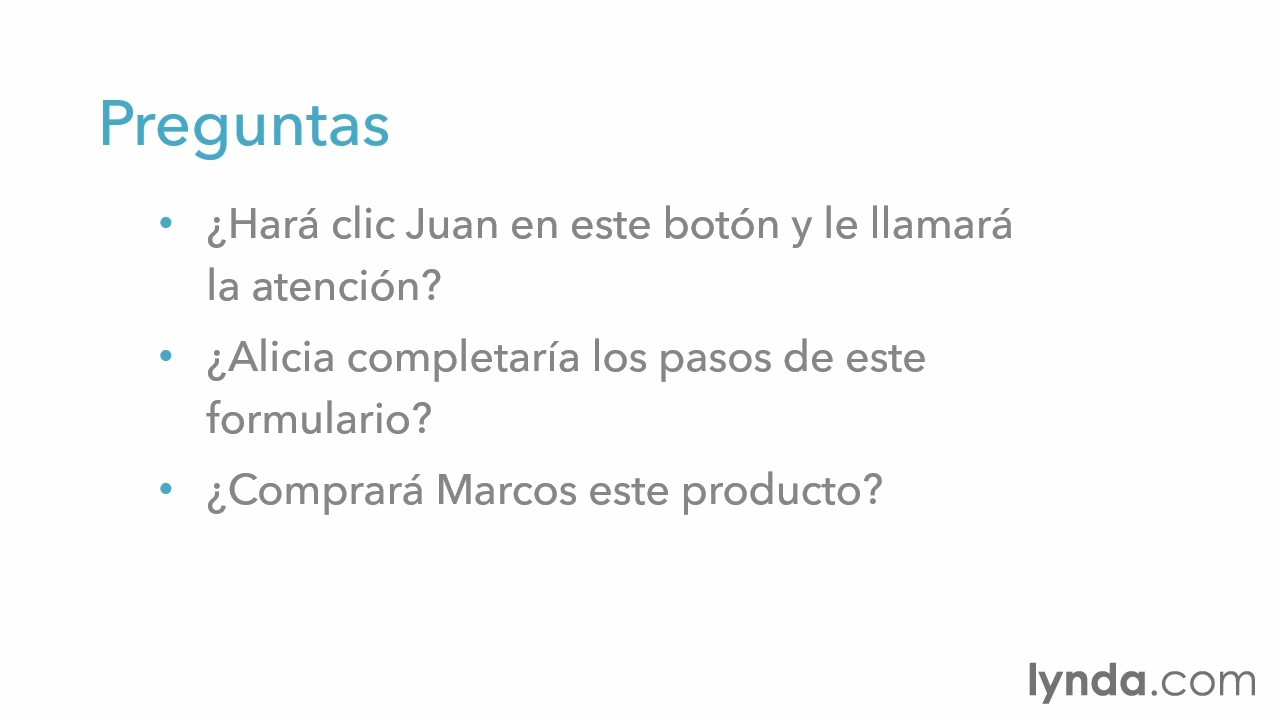 Preguntas
• ¿Hará clic Juan en este botón y le llamará
la atención?
• ¿Alicia completaría los pasos de este
formulario?
• ¿Comprará Marcos este producto?
lynda.com